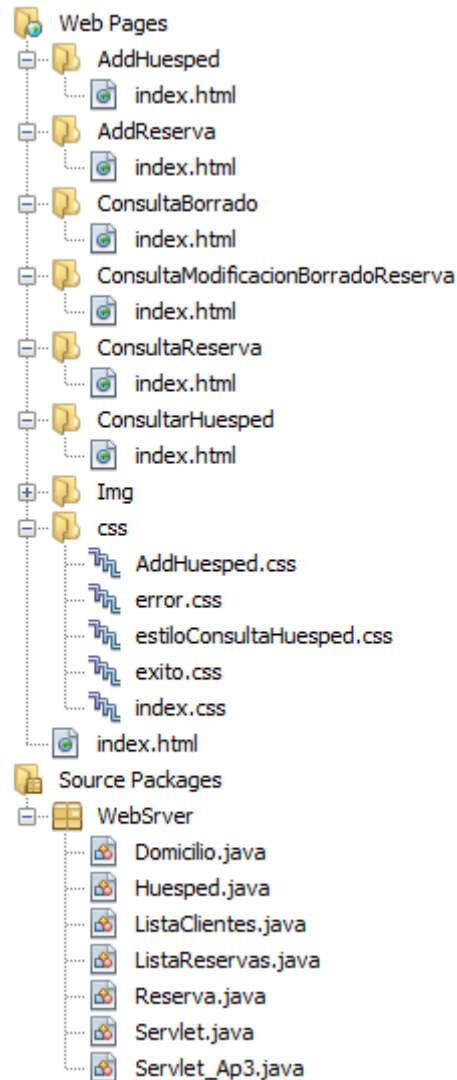 Web Pages
AddHuesped
index.html
AddReserva
index.html
ConsultaBorrado
index.html
ConsultaModificacionBorradoReserva
index.html
ConsultaReserva
index.html
ConsultarHuesped
index.html
Img
css
AddHuesped.css
error.css
estiloConsultaHuesped.css
exito.css
index.css
index.html
Source Packages
WebSrver
Domicilio.java
Huesped.java
ListaClientes.java
ListaReservas.java
Reserva.java
Servlet.java
Servlet_Ap3.java